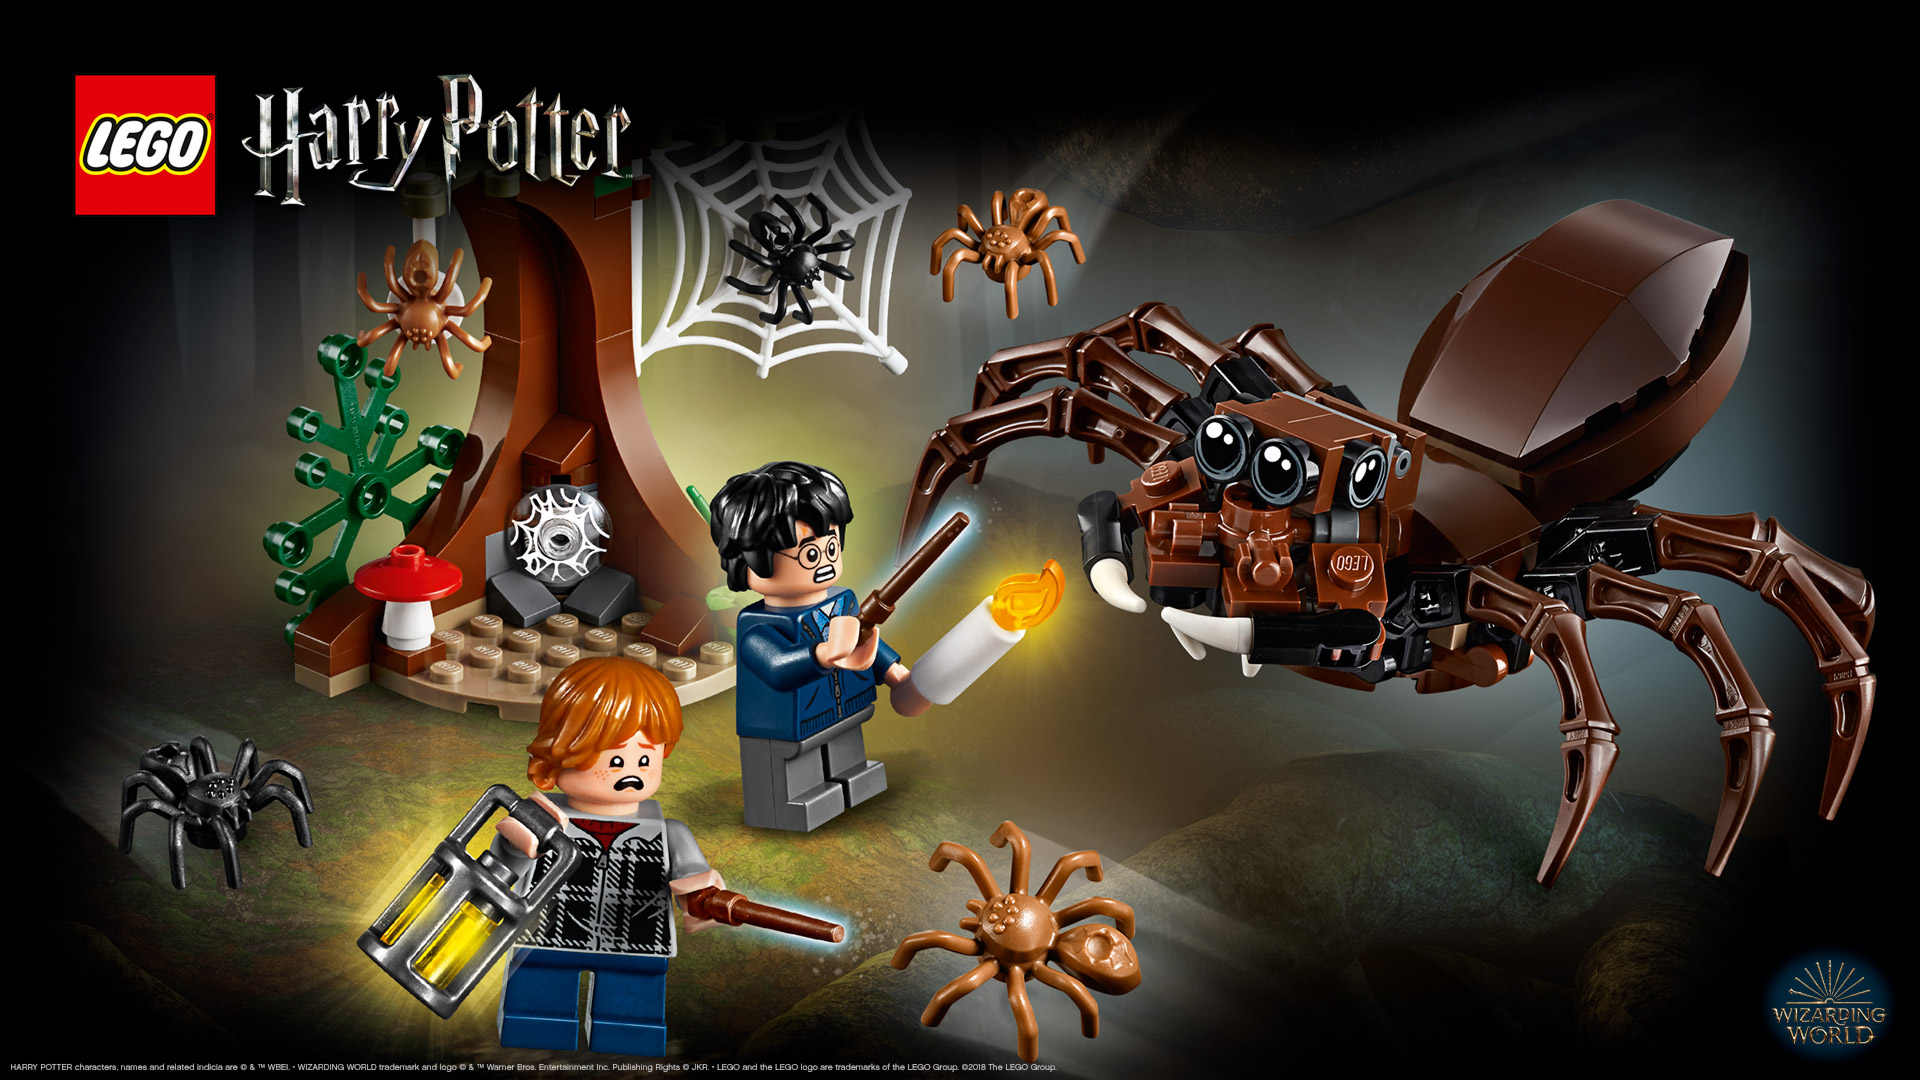 LEGO®
Harry Potter™
LEGO
LEGO
WIZARDING
WORLD
HARRY POTTER characters, names and related indicia are © & ™ WBEI. • WIZARDING WORLD trademark and logo © & ™ Warner Bros. Entertainment Inc. Publishing Rights © JKR. • LEGO and the LEGO logo are trademarks of the LEGO Group. ©2018 The LEGO Group.